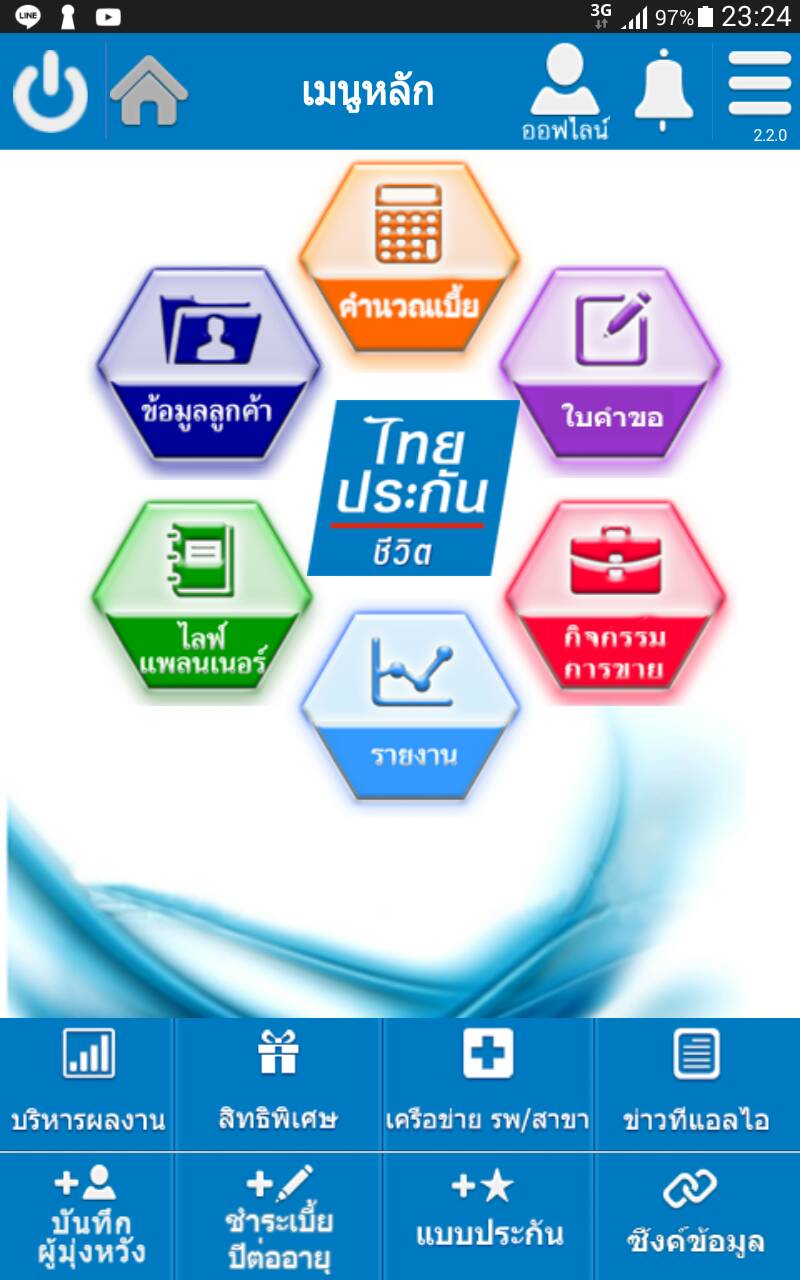 LINE
3G
97%
23:24
เมนูหลัก
ออฟไลน์
2.2.0
คำนวณเบี้ย
ข้อมูลลูกค้า
ใบคำขอ
ไทย
ประกัน
ชีวิต
ไลฟ์
แพลนเนอร์
กิจกรรม
การขาย
รายงาน
บริหารผลงาน
สิทธิพิเศษ
เครือข่าย รพ/สาขา
ข่าวทีแอลไอ
บันทึก
ผู้มุ่งหวัง
ชำระเบี้ย
ปีต่ออายุ
แบบประกัน
ซิงค์ข้อมูล